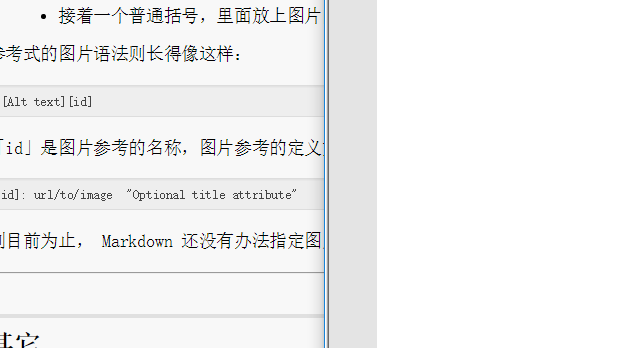 接着一个普通括号，里面放上图片
参考式的图片语法则长得像这样：
[Alt text][id]
「id」是图片参考的名称，图片参考的定义
id]: url/to/image "Optional title attribute"
到目前为止， Markdown 还没有办法指定图
其它